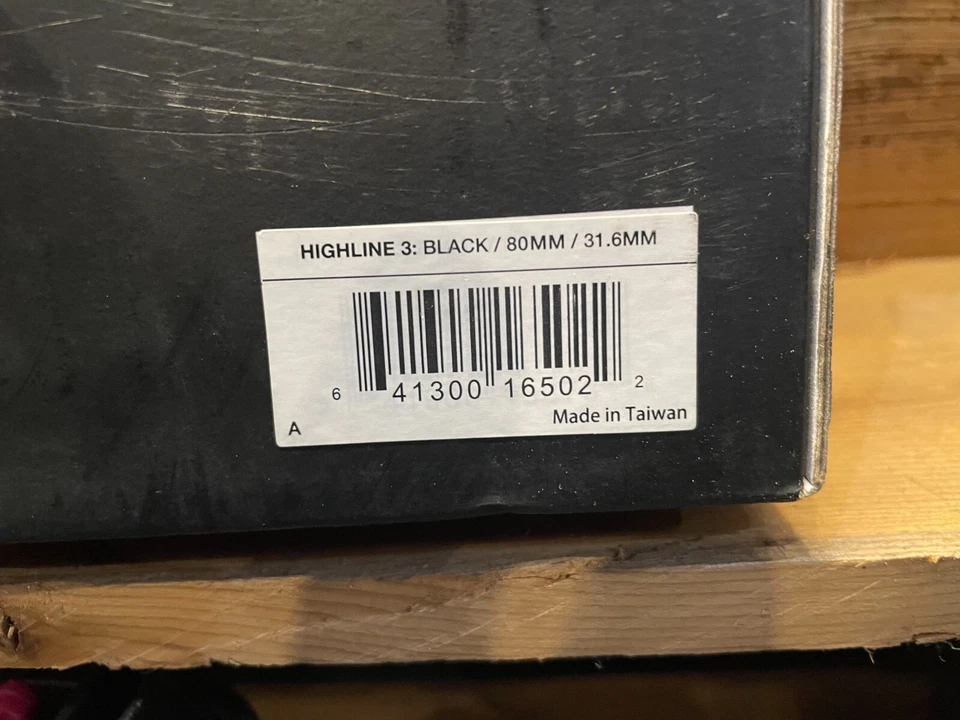 HIGHLINE 3: BLACK / 80MM / 31.6MM
6 41300 16502 2
A Made in Taiwan